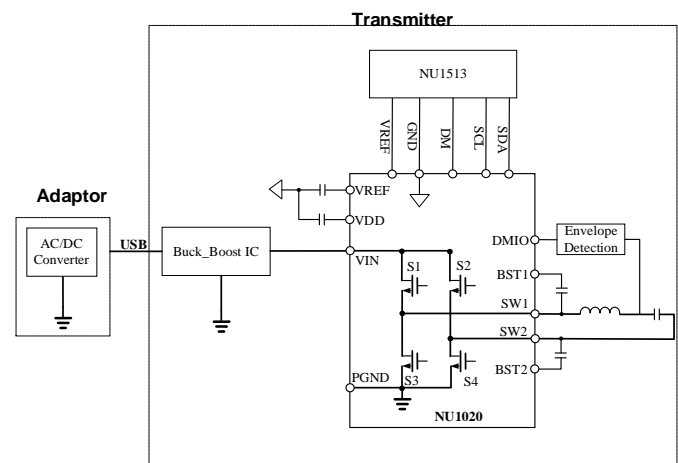 Transmitter
NU1513
VREF
GND
DM
SCL
SDA
VREF
VDD
Adaptor
AC/DC
Converter
USB
Buck_Boost IC
VIN
DMIO
Envelope
Detection
S1
S2
BST1
SW1
SW2
PGND
S3
S4
BST2
NU1020